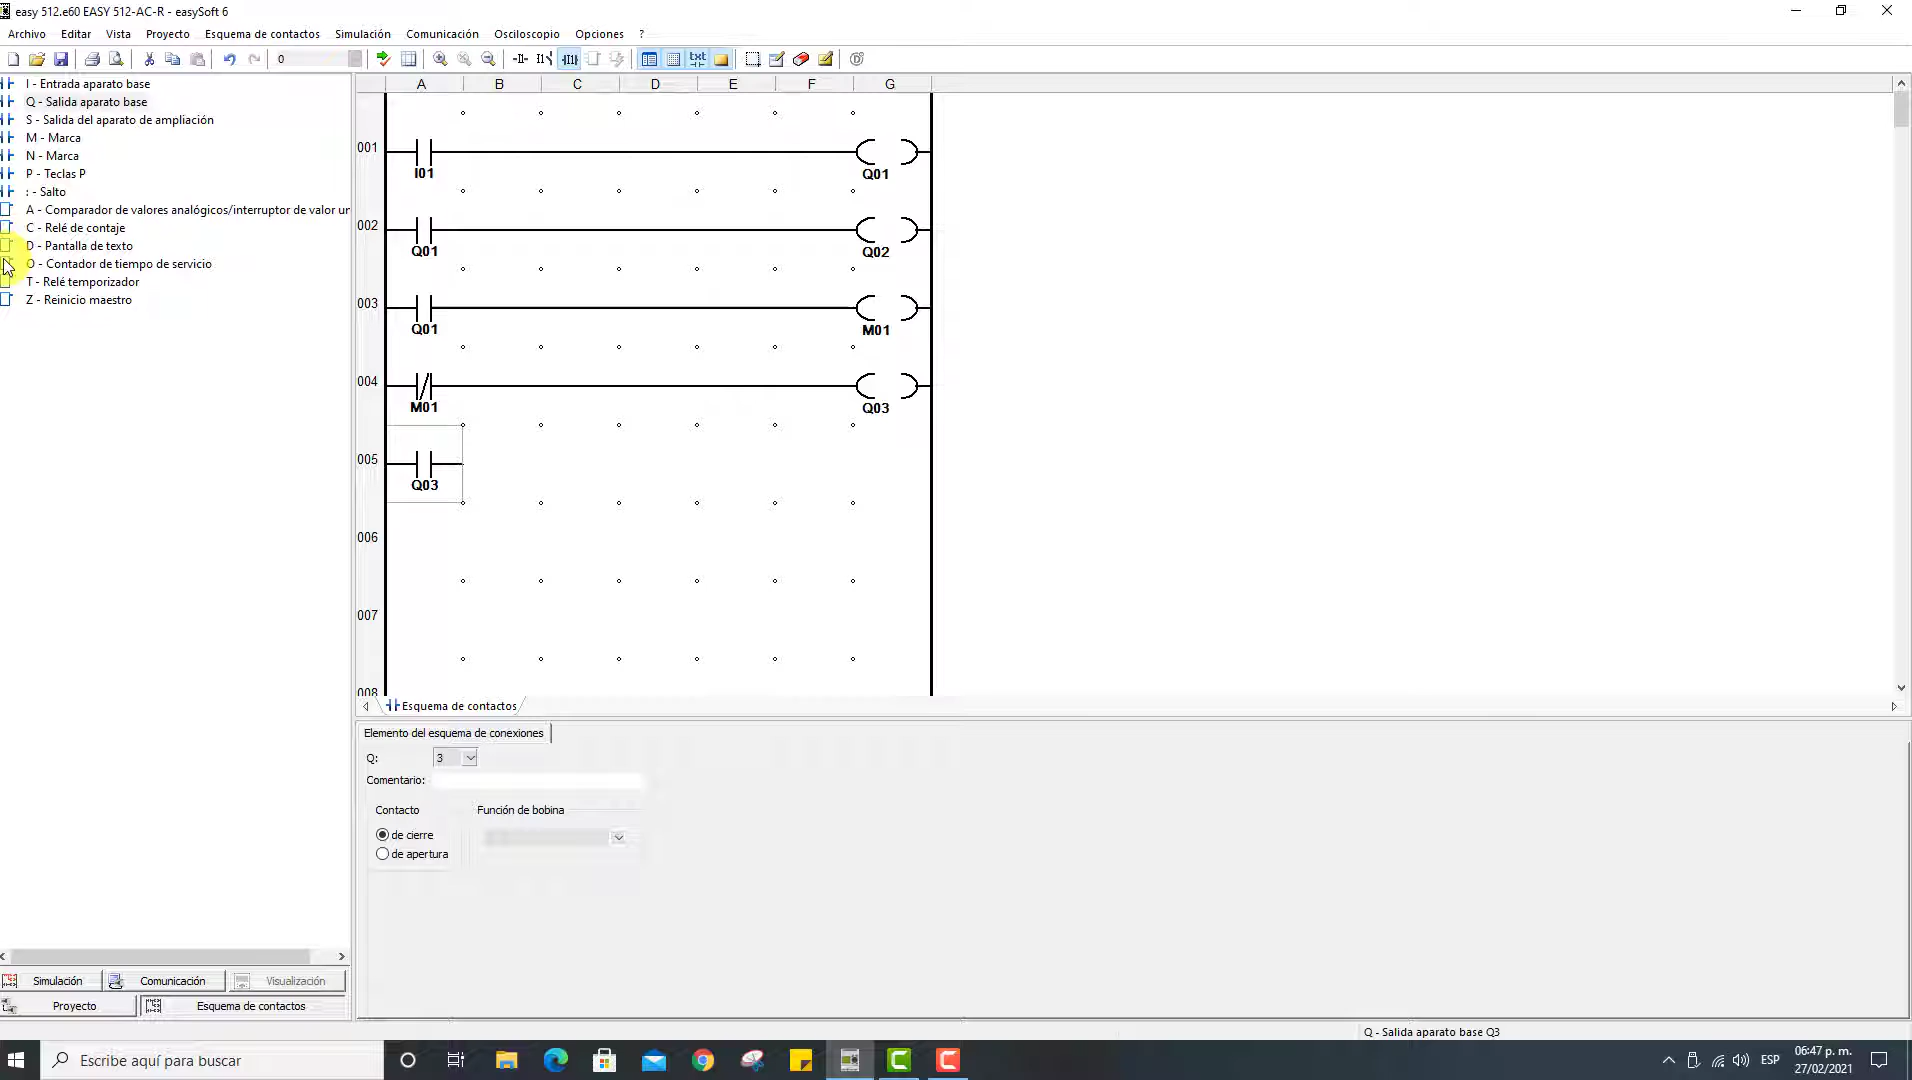 easy 512.e60 EASY 512-AC-R - easySoft 6
Archivo Editar Vista Proyecto Esquema de contactos Simulación Comunicación Osciloscopio Opciones ?
0
txt
I - Entrada aparato base
Q - Salida aparato base
S - Salida del aparato de ampliación
M - Marca
N - Marca
P - Teclas P
: - Salto
A - Comparador de valores analógicos/interruptor de valor
C - Relé de contaje
D - Pantalla de texto
O - Contador de tiempo de servicio
T - Relé temporizador
Z - Reinicio maestro
A B C D E F G
001
I01 Q01
002
Q01 Q02
003
Q01 M01
004
M01 Q03
005
Q03
006
007
008
Esquema de contactos
Elemento del esquema de conexiones
Q: 3
Comentario:
Contacto Función de bobina
de cierre
de apertura
Simulación Comunicación Visualización
Proyecto Esquema de contactos
Q - Salida aparato base Q3
Escribe aquí para buscar
ESP
06:47 p. m.
27/02/2021